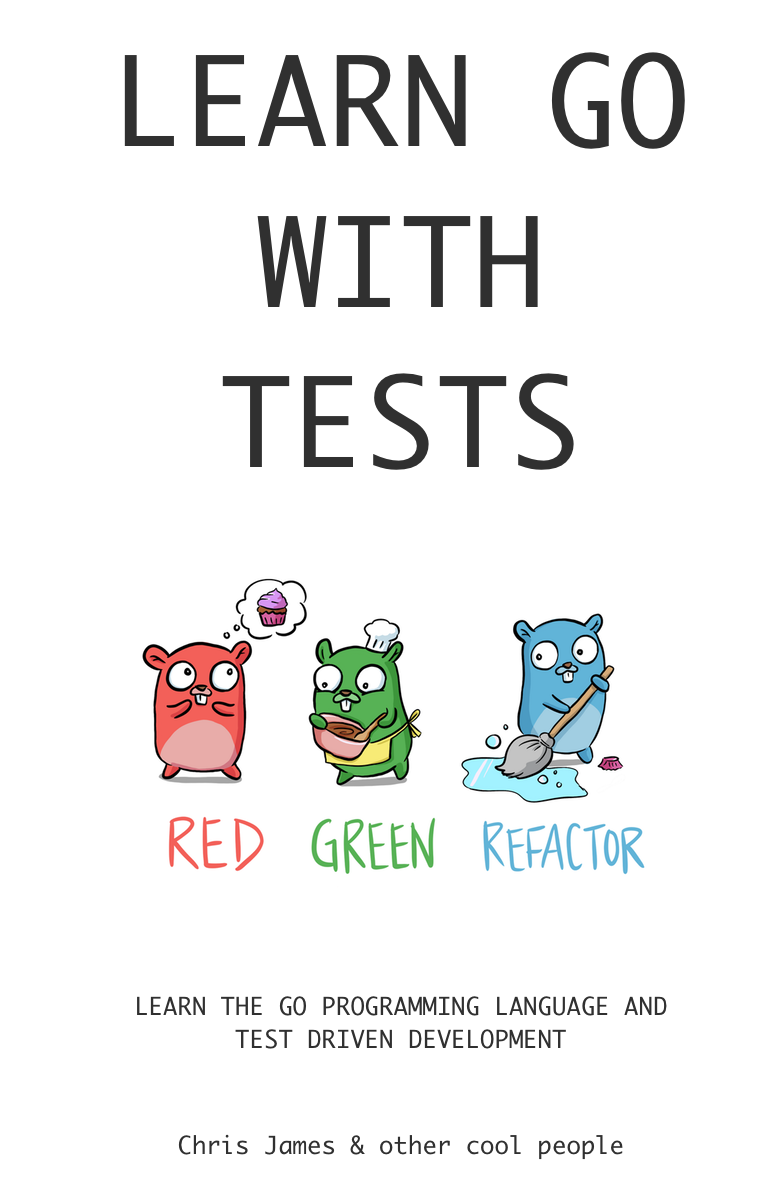 LEARN GO
WITH
TESTS
RED GREEN REFACTOR
LEARN THE GO PROGRAMMING LANGUAGE AND
TEST DRIVEN DEVELOPMENT
Chris James & other cool people